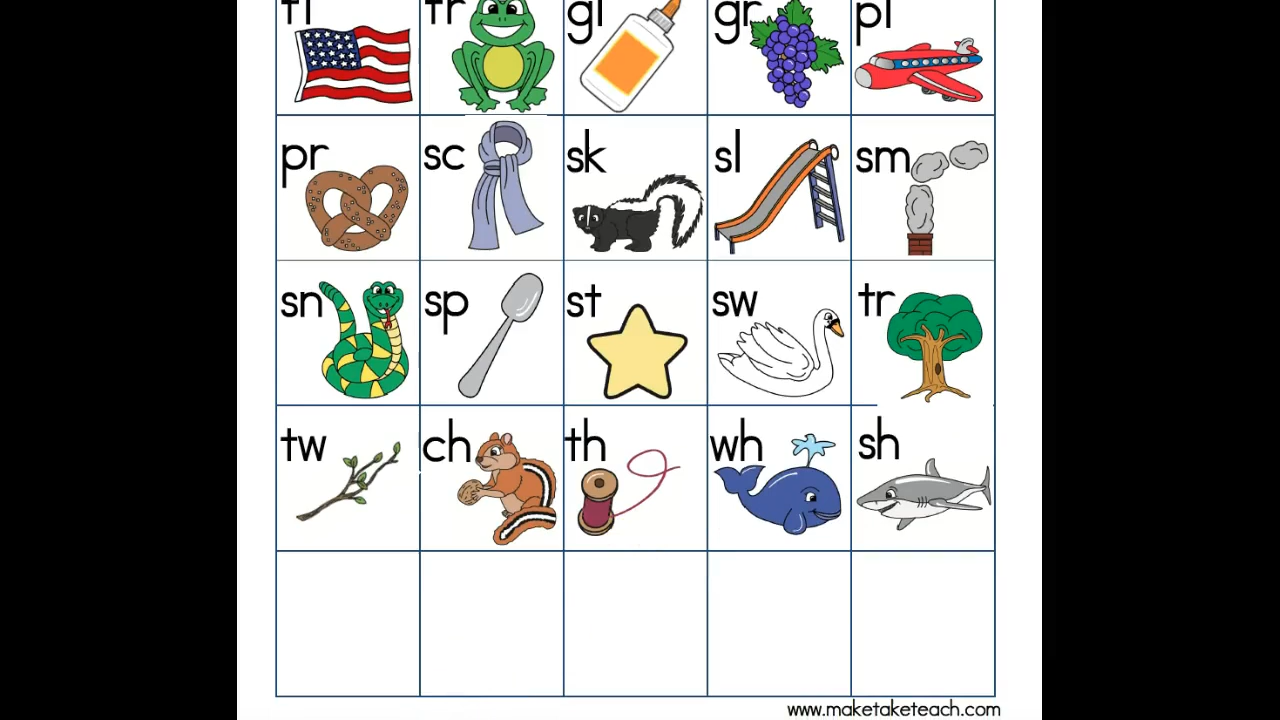 fl fr gl gr pl
pr sc sk sl sm
sn sp st sw tr
tw ch th wh sh
www.maketaketeach.com